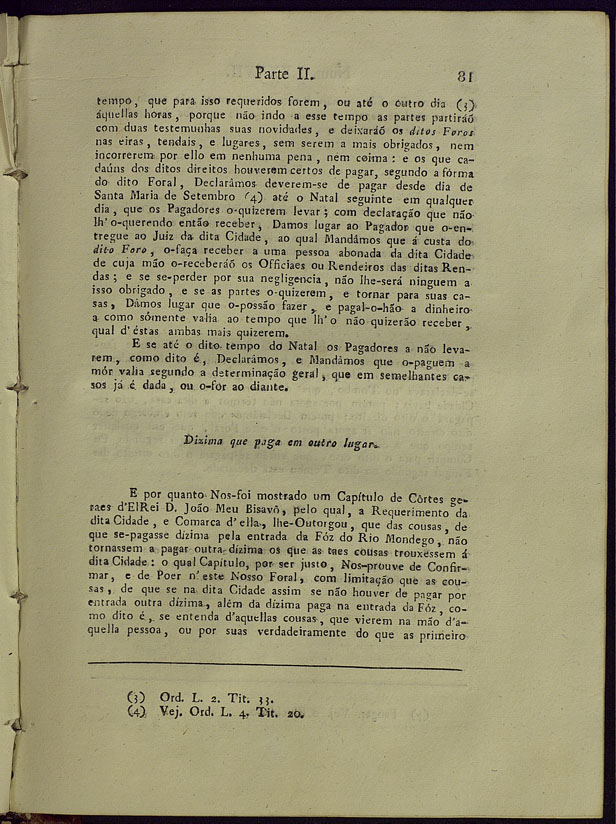 Parte II. 81
tempo, que para isso requeridos forem, ou até o outro dia (3)
áquellas horas, porque não indo a esse tempo as partes partiráõ
com duas testemunhas suas novidades, e deixaráõ os ditos Foros
nas eiras, tendais, e lugares, sem serem a mais obrigados, nem
incorrerem por ello em nenhuma pena, nem coima: e os que ca-
daúns dos ditos direitos houverem certos de pagar, segundo a fórma
do dito Foral, Declarâmos deverem-se de pagar desde dia de
Santa Maria de Setembro (4) até o Natal seguinte em qualquer
dia, que os Pagadores o-quizerem levar; com declaração que não
lh'o-querendo então receber, Damos lugar ao Pagador que o-en-
tregue ao Juiz da dita Cidade, ao qual Mandâmos que á custa do
dito Foro, o-faça receber a uma pessoa abonada da dita Cidade
de cuja mão o-receberáõ os Officiaes ou Rendeiros das ditas Ren-
das; e se se-perder por sua negligencia, não lhe-será ninguem a
isso obrigado, e se as partes o-quizerem, e tornar para suas ca-
sas, Dâmos lugar que o-possão fazer, e pagal-o-hão a dinheiro
a como sómente valia ao tempo que lh'o não quizerão receber,
qual d'éstas ambas mais quizerem.
E se até o dito tempo do Natal os Pagadores a não leva-
rem, como dito é, Declarâmos, e Mandâmos que o-paguem a
mór valia segundo a determinação geral, que em semelhantes ca-
sos já é dada, ou o-fôr ao diante.
Dizima que paga em outro lugar.
E por quanto Nos-foi mostrado um Capítulo de Côrtes ge-
raes d'ElRei D. João Meu Bisavô, pelo qual, a Requerimento da
dita Cidade, e Comarca d'ella, lhe-Outorgou, que das cousas, de
que se-pagasse dízima pela entrada da Fóz do Rio Mondego, não
tornassem a pagar outra dízima os que as taes cousas trouxessem á
dita Cidade: o qual Capítulo, por ser justo, Nos-prouve de Confir-
mar, e de Poer n'este Nosso Foral, com limitação que as cou-
sas, de que se na dita Cidade assim se não houver de pagar por
entrada outra dízima, além da dízima paga na entrada da Fóz, co-
mo dito é, se entenda d'aquellas cousas, que vierem na mão d'a-
quella pessoa, ou por suas verdadeiramente do que as primeiro
(3) Ord. L. 2. Tit. 33.
(4) Vej. Ord. L. 4. Tit. 20.